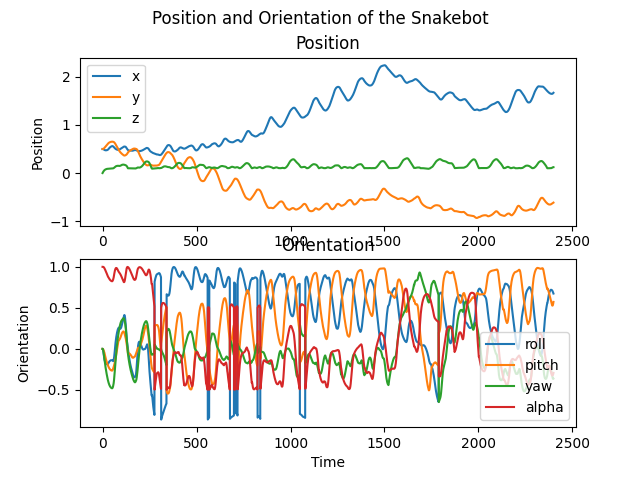 Position and Orientation of the Snakebot
Position
x
y
z
Position
2
1
0
−1
0
500
1000
1500
2000
2500
Orientation
1.0
0.5
0.0
−0.5
Orientation
roll
pitch
yaw
alpha
0
500
1000
1500
2000
2500
Time